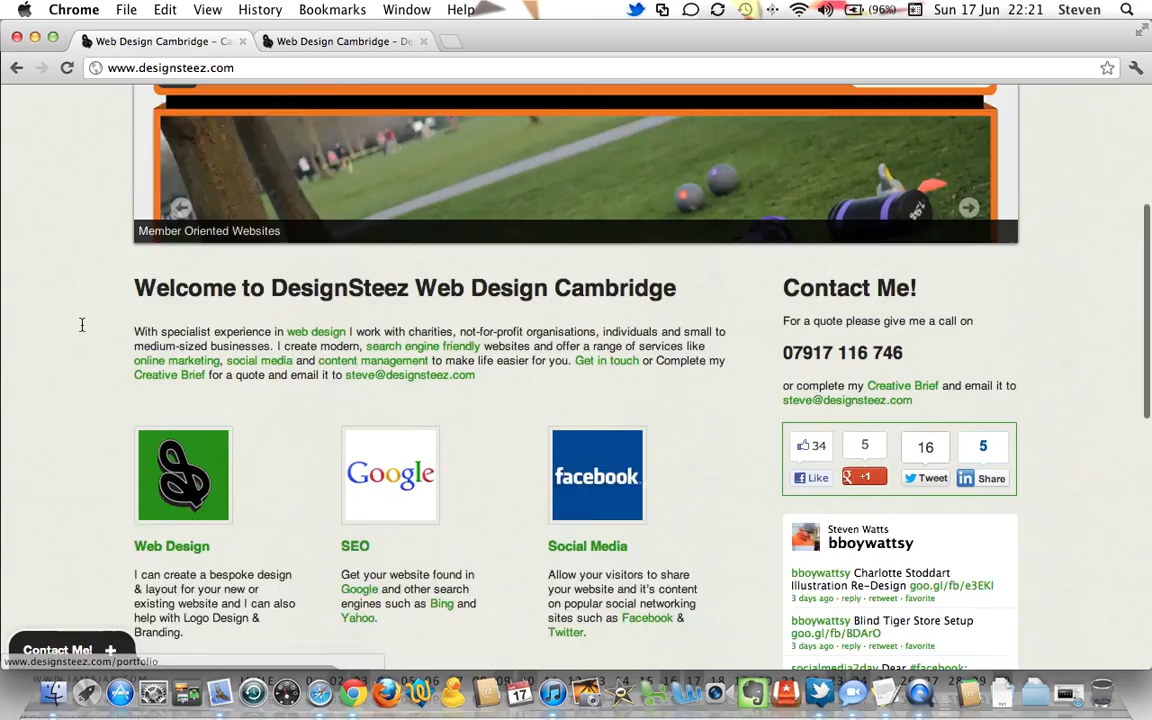 Chrome File Edit View History Bookmarks Window Help (96%) Sun 17 Jun 22:21 Steven
Web Design Cambridge – Ca Web Design Cambridge – De
www.designsteez.com
Member Oriented Websites
Welcome to DesignSteez Web Design Cambridge
With specialist experience in web design I work with charities, not-for-profit organisations, individuals and small to
medium-sized businesses. I create modern, search engine friendly websites and offer a range of services like
online marketing, social media and content management to make life easier for you. Get in touch or Complete my
Creative Brief for a quote and email it to steve@designsteez.com
Contact Me!
For a quote please give me a call on
07917 116 746
or complete my Creative Brief and email it to
steve@designsteez.com
34 5 16 5
Like +1 Tweet Share
Google
facebook
Web Design
I can create a bespoke design
& layout for your new or
existing website and I can also
help with Logo Design &
Branding.
SEO
Get your website found in
Google and other search
engines such as Bing and
Yahoo.
Social Media
Allow your visitors to share
your website and it's content
on popular social networking
sites such as Facebook &
Twitter.
Steven Watts
bboywattsy
bboywattsy Charlotte Stoddart
Illustration Re-Design goo.gl/fb/e3EKl
3 days ago · reply · retweet · favorite
bboywattsy Blind Tiger Store Setup
goo.gl/fb/BDArO
3 days ago · reply · retweet · favorite
socialmedia2day Dear #facebook:
Contact Me! +
www.designsteez.com/portfolio
17